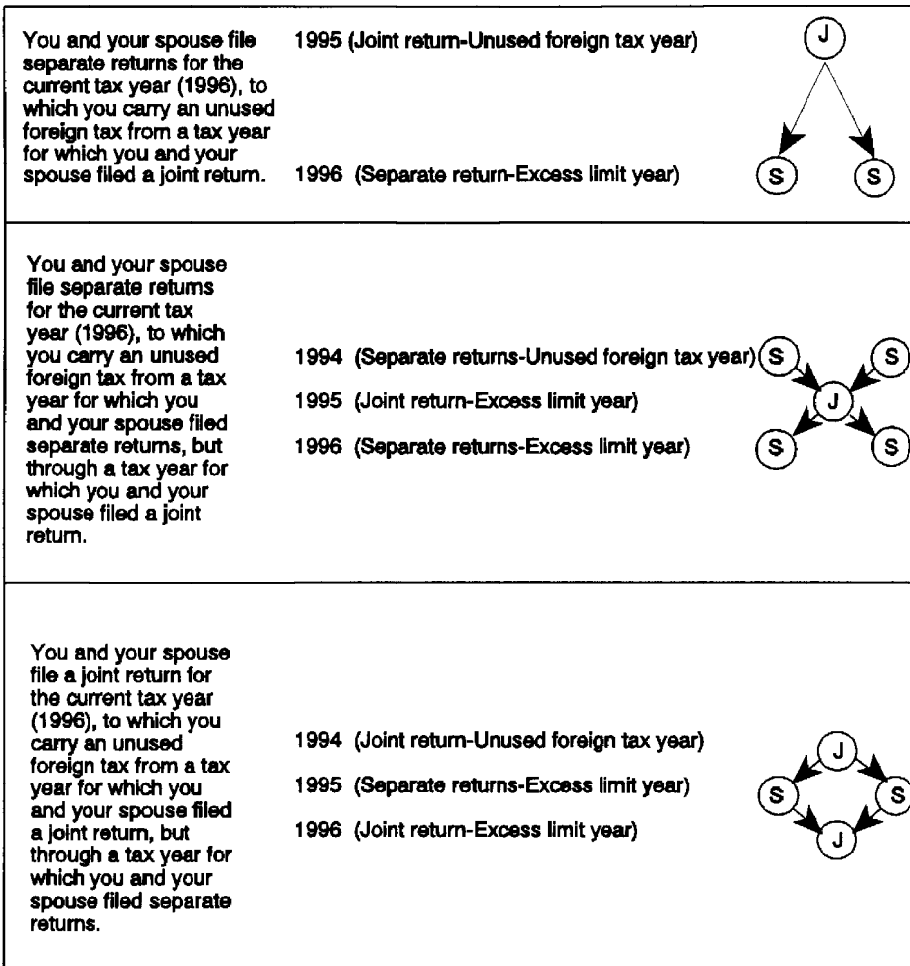 You and your spouse file
separate returns for the
current tax year (1996), to
which you carry an unused
foreign tax from a tax year
for which you and your
spouse filed a joint return.
1995 (Joint return-Unused foreign tax year)
J
1996 (Separate return-Excess limit year)
S S
You and your spouse
file separate returns
for the current tax
year (1996), to which
you carry an unused
foreign tax from a tax
year for which you
and your spouse filed
separate returns, but
through a tax year for
which you and your
spouse filed a joint
return.
1994 (Separate returns-Unused foreign tax year)
S S
1995 (Joint return-Excess limit year)
J
1996 (Separate returns-Excess limit year)
S S
You and your spouse
file a joint return for
the current tax year
(1996), to which you
carry an unused
foreign tax from a tax
year for which you
and your spouse filed
a joint return, but
through a tax year for
which you and your
spouse filed separate
returns.
1994 (Joint return-Unused foreign tax year)
J
1995 (Separate returns-Excess limit year)
S S
1996 (Joint return-Excess limit year)
J